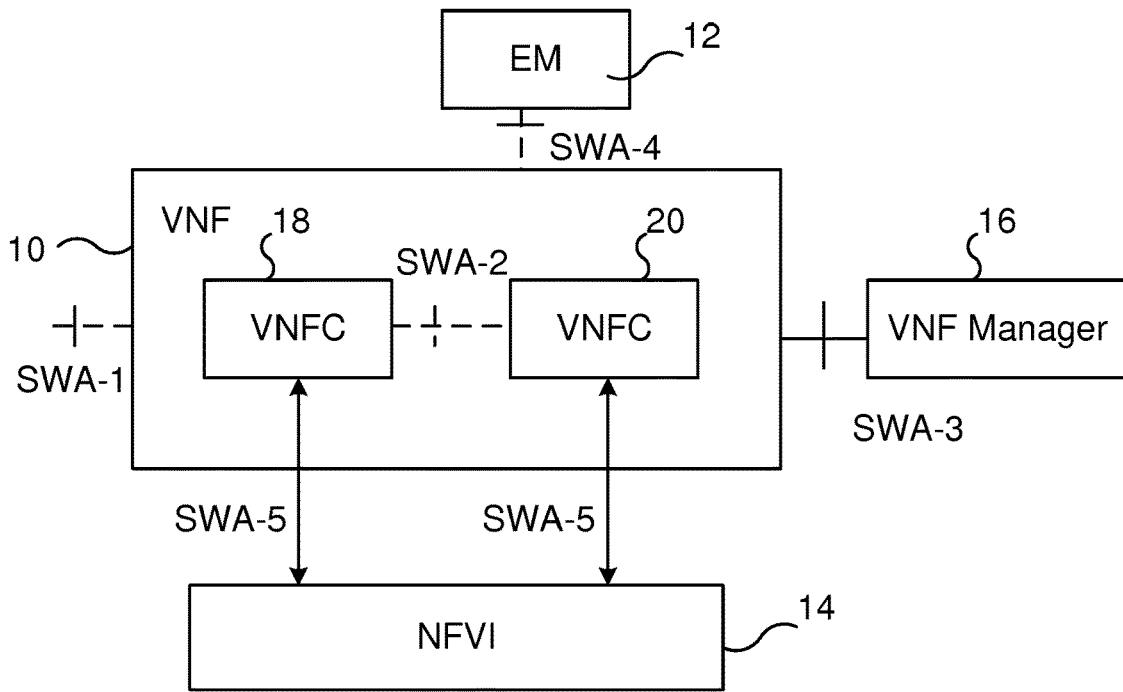 12
EM
SWA-4
VNF
18
20
16
10
SWA-2
VNFC
VNFC
VNF Manager
SWA-1
SWA-3
SWA-5
SWA-5
14
NFVI